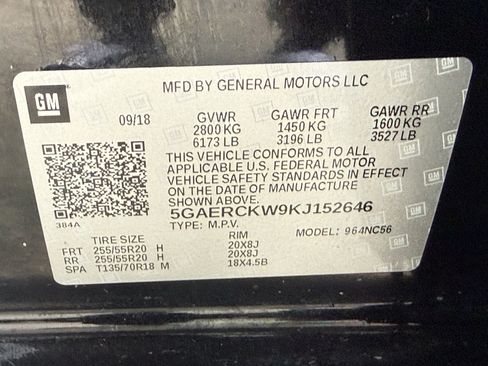 GM
MFD BY GENERAL MOTORS LLC
09/18 GVWR GAWR FRT GAWR RR
2800 KG 1450 KG 1600 KG
6173 LB 3196 LB 3527 LB
THIS VEHICLE CONFORMS TO ALL
APPLICABLE U.S. FEDERAL MOTOR
VEHICLE SAFETY STANDARDS IN EFFECT
ON THE DATE OF MANUFACTURE
SHOWN ABOVE.
5GAERCKW9KJ152646
384A TYPE: M.P.V. MODEL: 964NC56
TIRE SIZE RIM
FRT 255/55R20 H 20X8J
RR 255/55R20 H 20X8J
SPA T135/70R18 M 18X4.5B